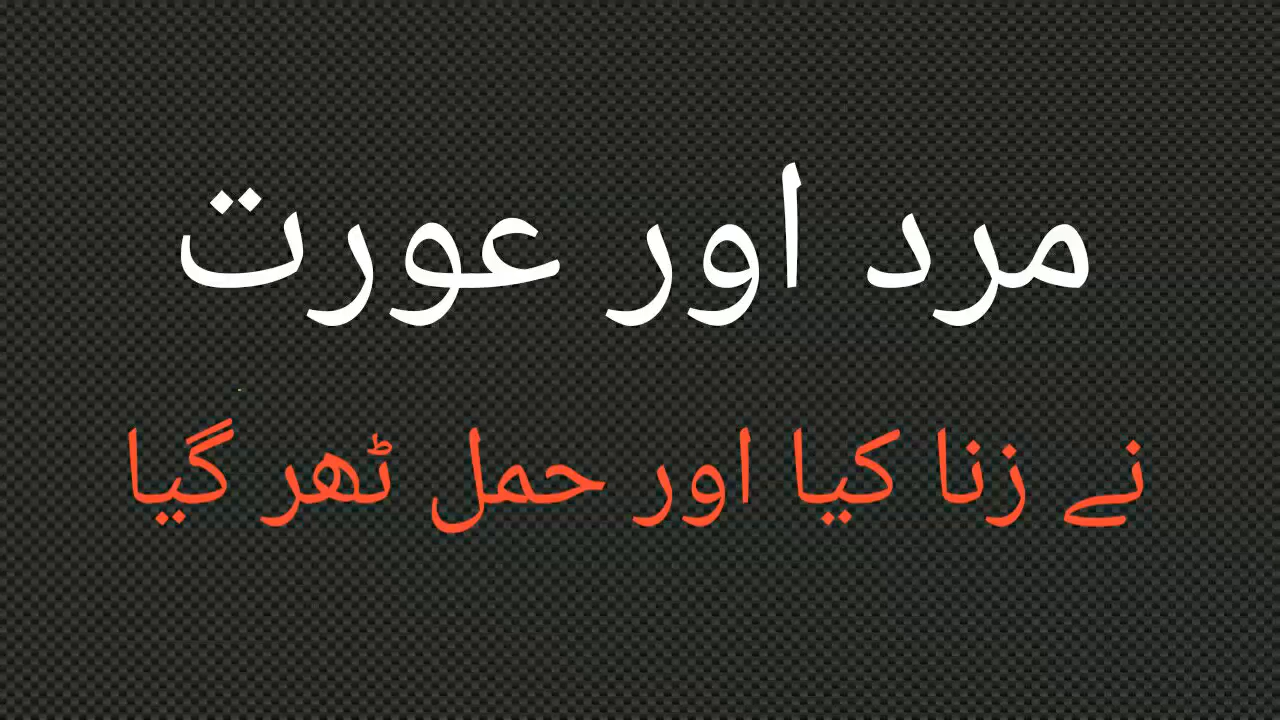 مرد اور عورت
نے زنا کیا اور حمل ٹھر گیا